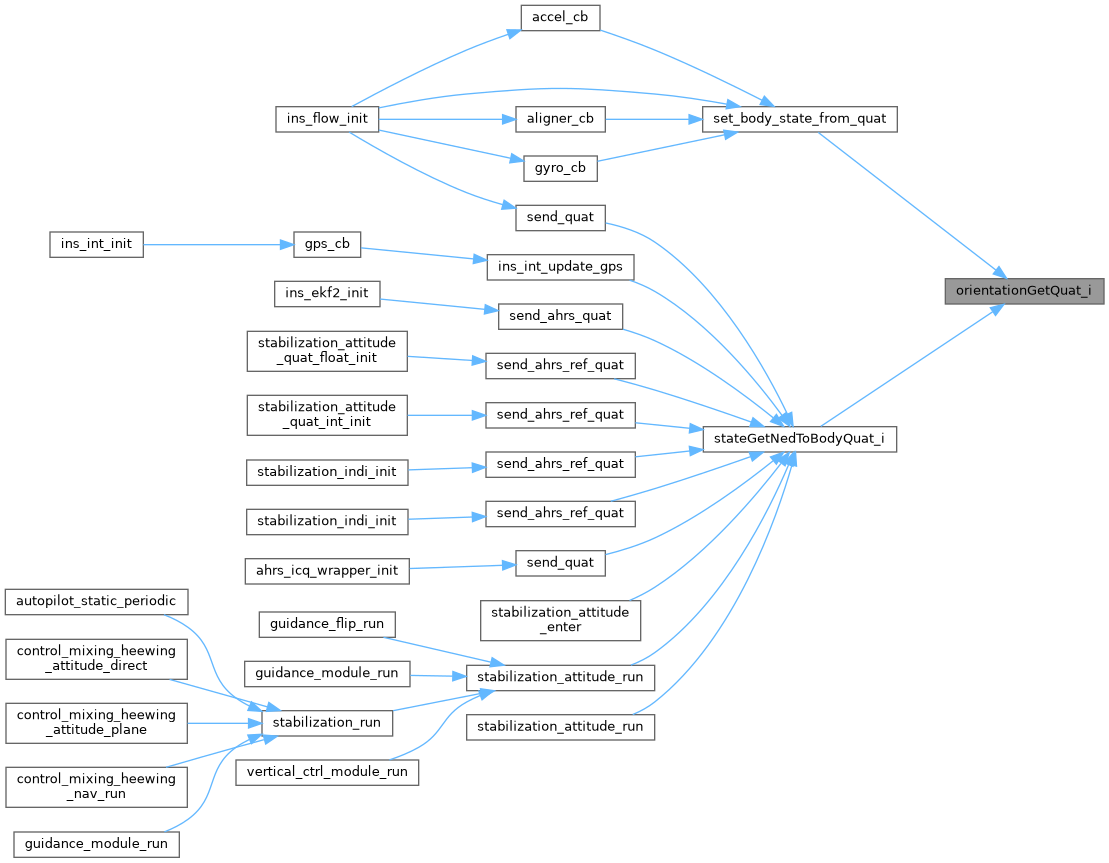 accel_cb
ins_flow_init
aligner_cb
set_body_state_from_quat
gyro_cb
send_quat
ins_int_init
gps_cb
ins_int_update_gps
orientationGetQuat_i
ins_ekf2_init
send_ahrs_quat
stabilization_attitude
_quat_float_init
send_ahrs_ref_quat
stabilization_attitude
_quat_int_init
send_ahrs_ref_quat
stateGetNedToBodyQuat_i
stabilization_indi_init
send_ahrs_ref_quat
stabilization_indi_init
send_ahrs_ref_quat
ahrs_icq_wrapper_init
send_quat
autopilot_static_periodic
stabilization_attitude
_enter
guidance_flip_run
control_mixing_heewing
_attitude_direct
guidance_module_run
stabilization_attitude_run
control_mixing_heewing
_attitude_plane
stabilization_run
stabilization_attitude_run
control_mixing_heewing
_nav_run
vertical_ctrl_module_run
guidance_module_run